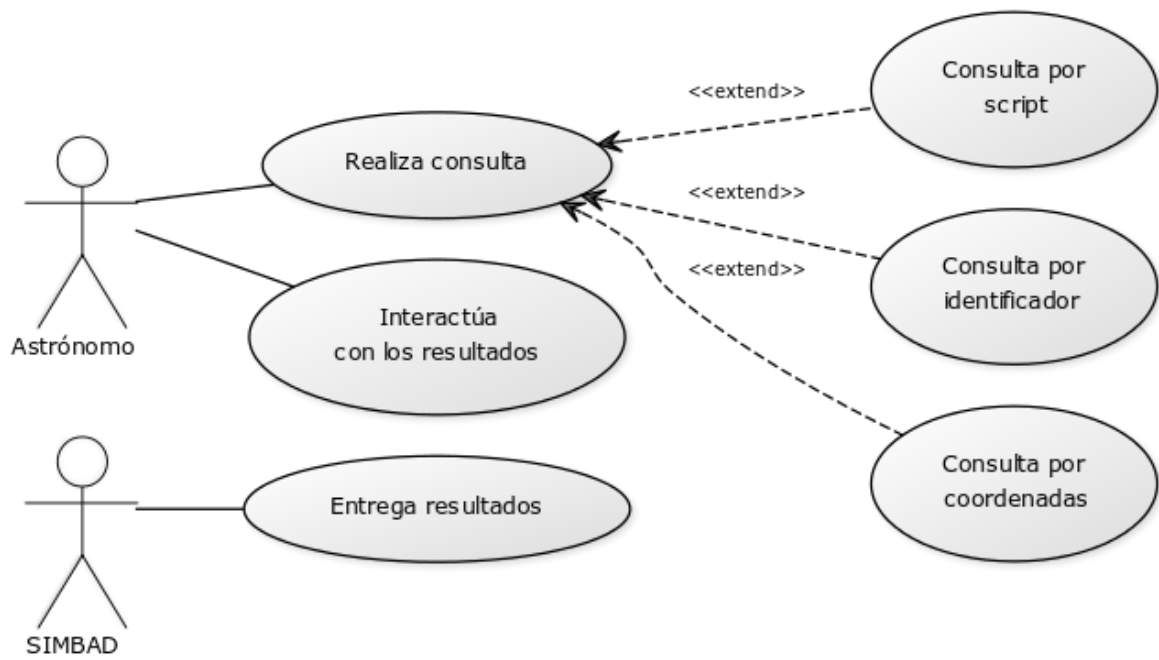 Consulta por
script
<<extend>>
Realiza consulta
<<extend>>
Consulta por
identificador
<<extend>>
Interactúa
con los resultados
Astrónomo
Consulta por
coordenadas
Entrega resultados
SIMBAD